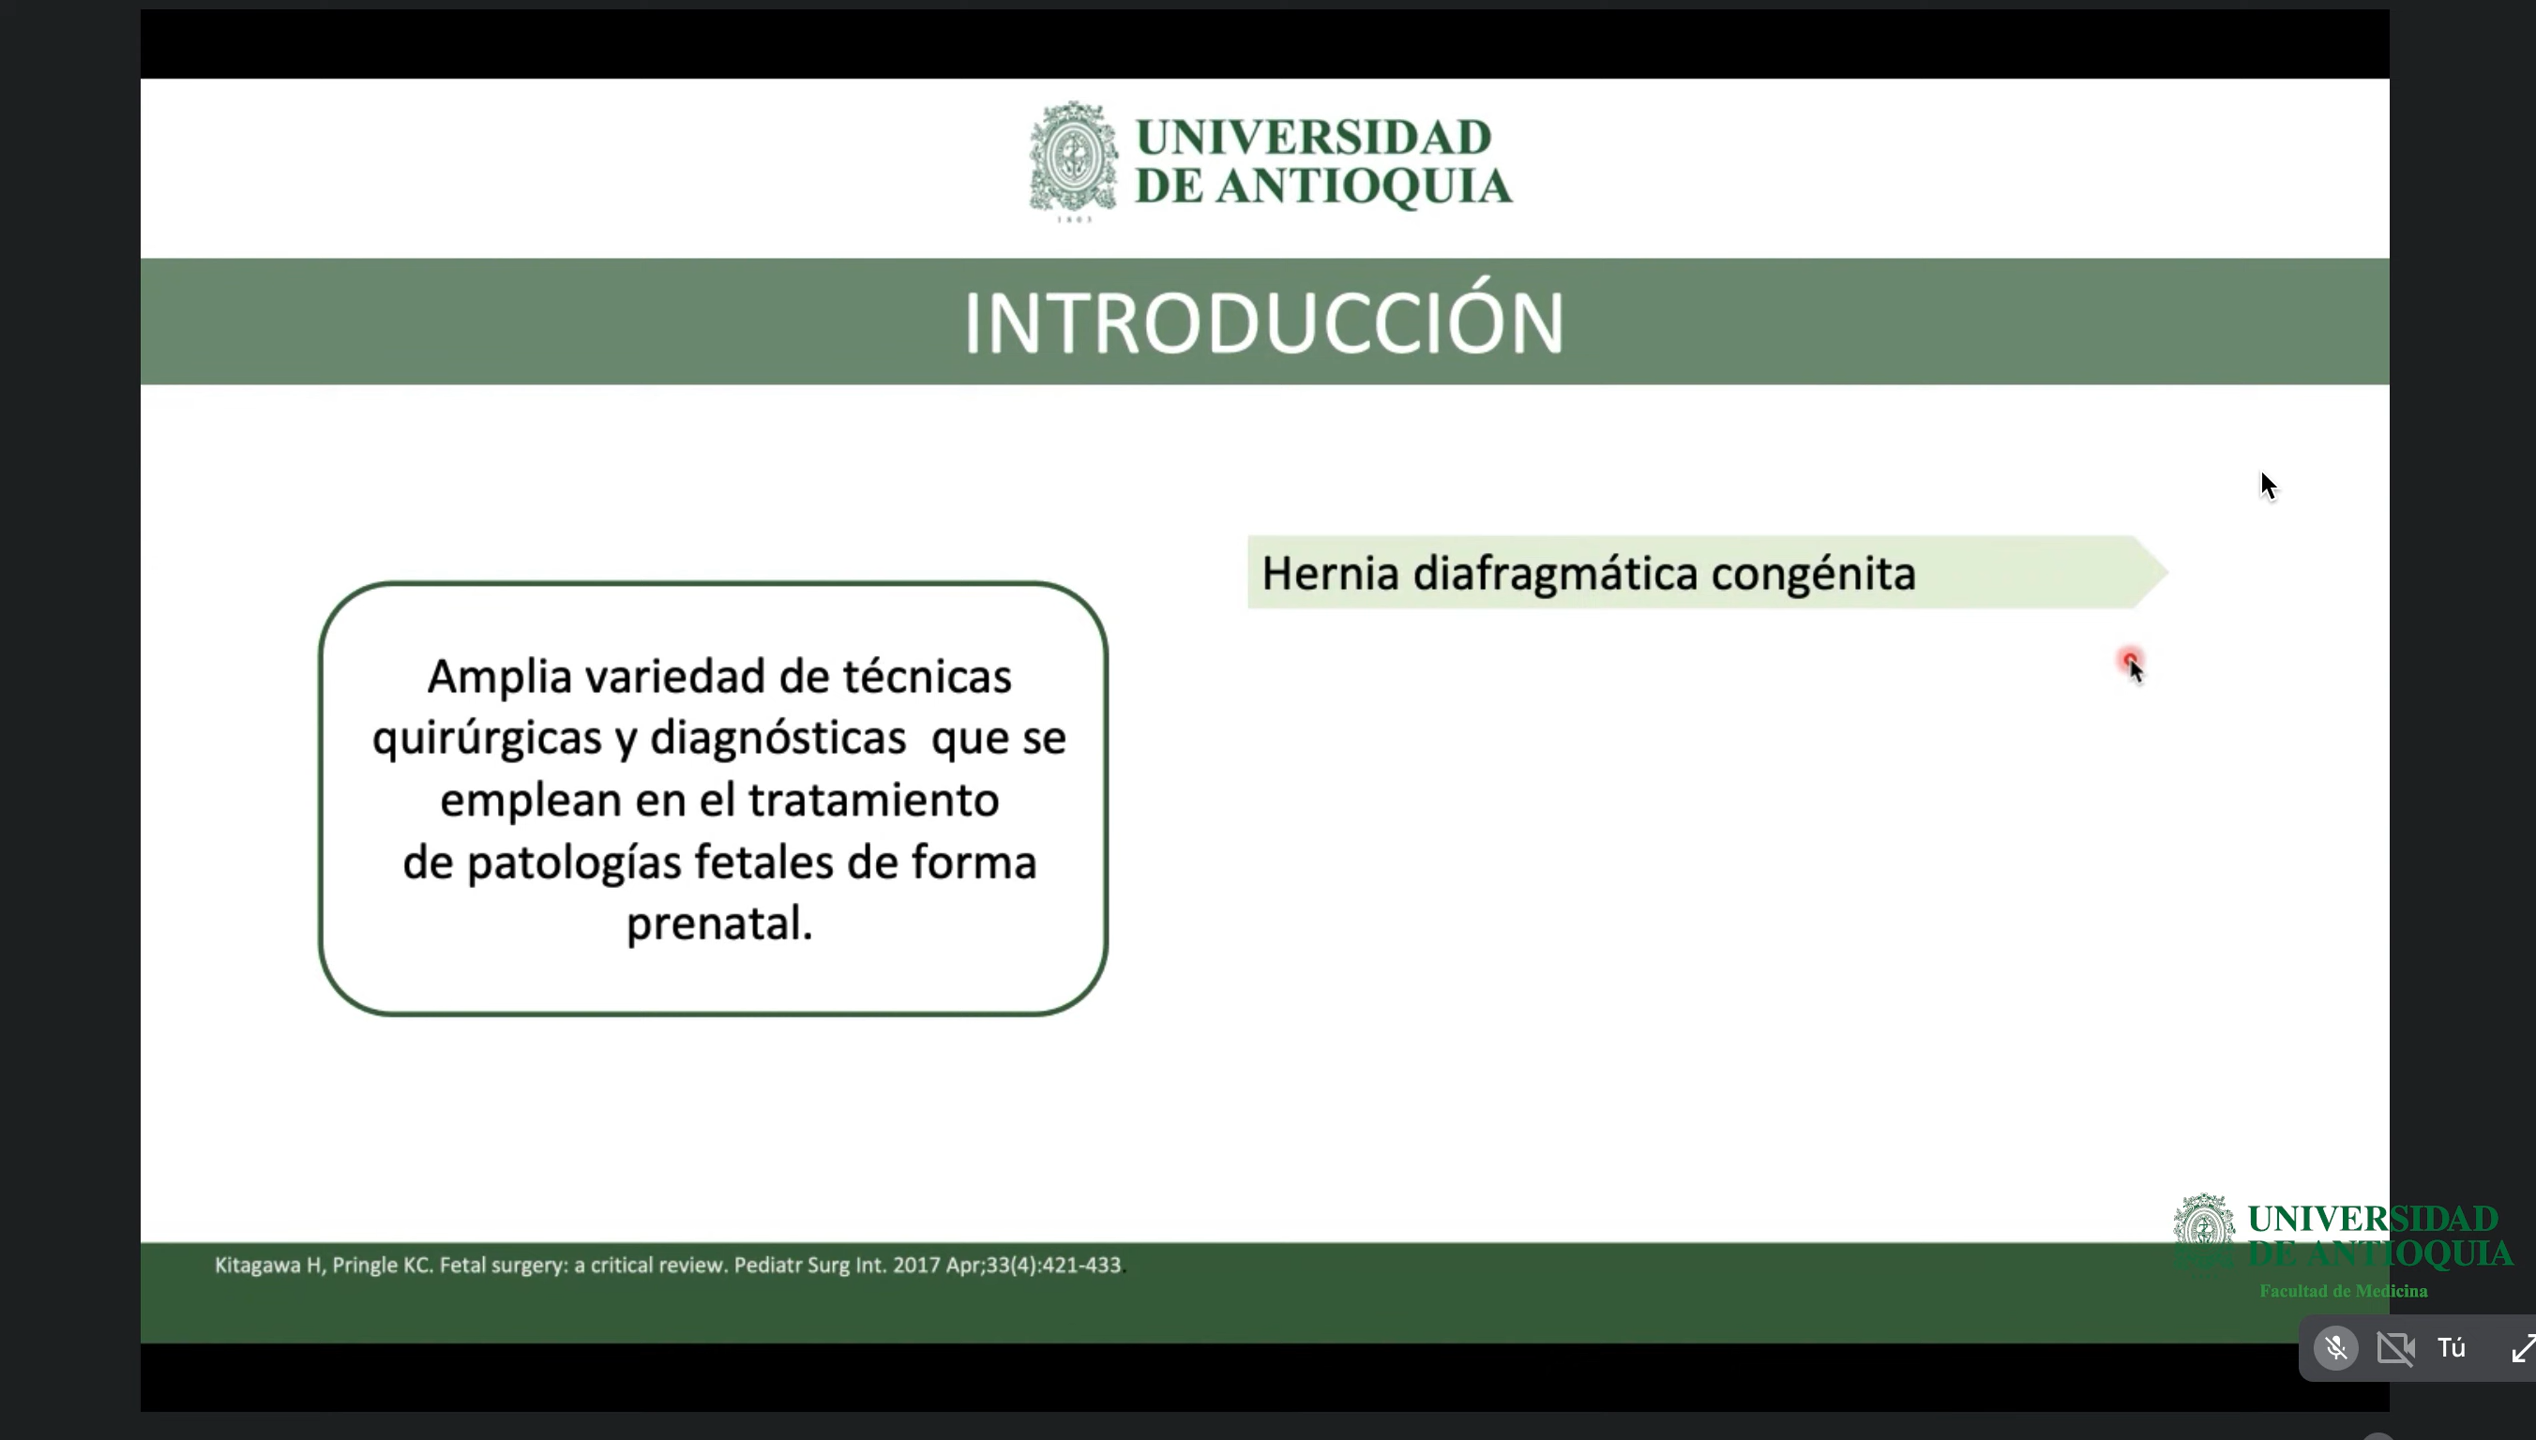 UNIVERSIDAD
DE ANTIOQUIA
1803
INTRODUCCIÓN
Hernia diafragmática congénita
Amplia variedad de técnicas
quirúrgicas y diagnósticas  que se
emplean en el tratamiento
de patologías fetales de forma
prenatal.
Kitagawa H, Pringle KC. Fetal surgery: a critical review. Pediatr Surg Int. 2017 Apr;33(4):421-433.
UNIVERSIDAD
DE ANTIOQUIA
Facultad de Medicina
Tú